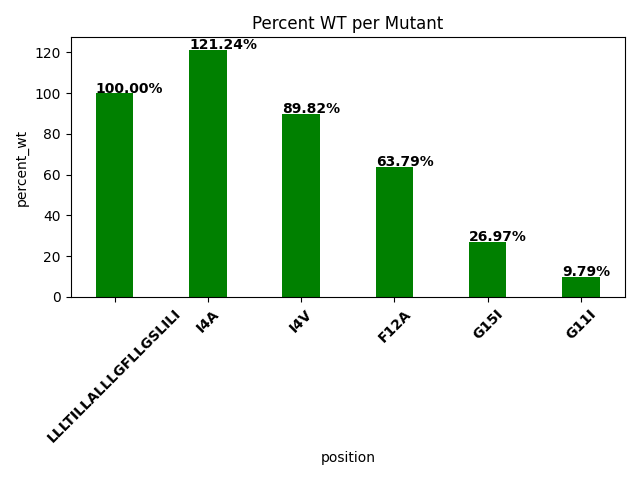 Percent WT per Mutant
percent_wt
120
100
80
60
40
20
0
100.00%
121.24%
89.82%
63.79%
26.97%
9.79%
LLLTILLALLLGFLLGSLILI
I4A
I4V
F12A
G15I
G11I
position